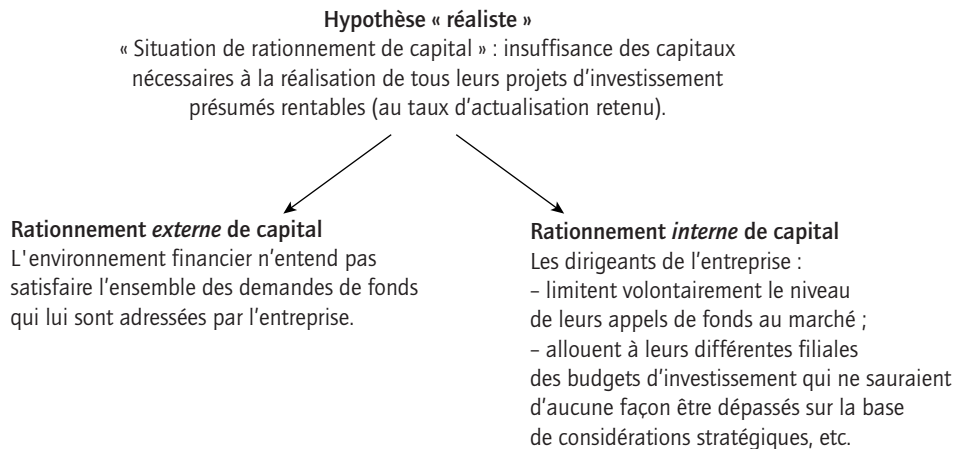 Hypothèse « réaliste »
« Situation de rationnement de capital » : insuffisance des capitaux
nécessaires à la réalisation de tous leurs projets d’investissement
présumés rentables (au taux d’actualisation retenu).
Rationnement externe de capital
L'environnement financier n’entend pas
satisfaire l’ensemble des demandes de fonds
qui lui sont adressées par l’entreprise.
Rationnement interne de capital
Les dirigeants de l’entreprise :
– limitent volontairement le niveau
de leurs appels de fonds au marché ;
– allouent à leurs différentes filiales
des budgets d’investissement qui ne sauraient
d’aucune façon être dépassés sur la base
de considérations stratégiques, etc.